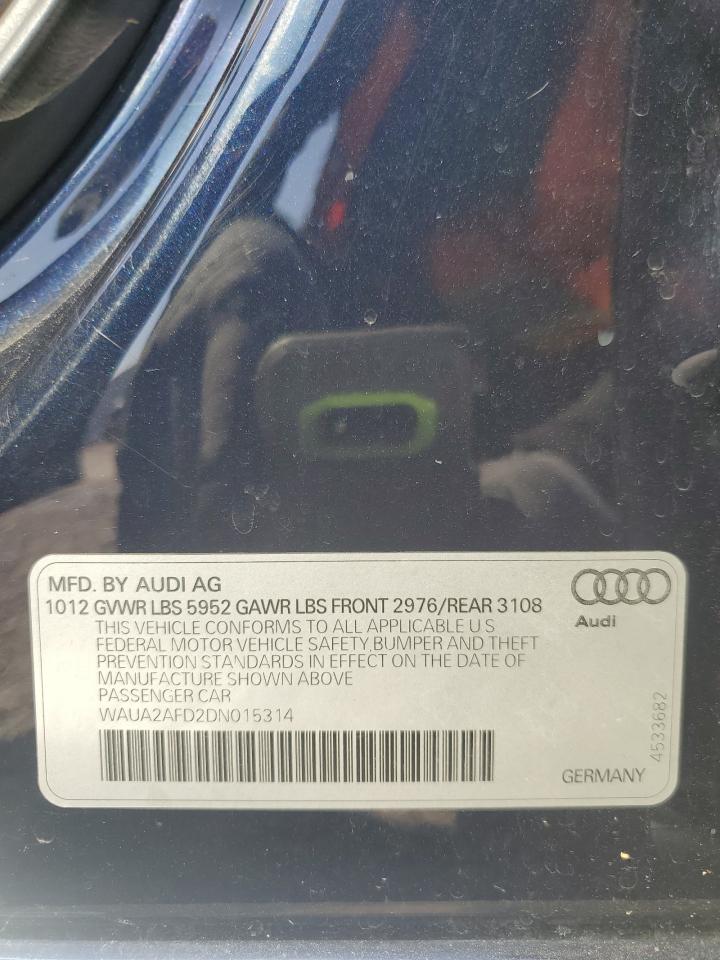 MFD. BY AUDI AG
1012 GVWR LBS 5952 GAWR LBS FRONT 2976/REAR 3108
THIS VEHICLE CONFORMS TO ALL APPLICABLE U S
FEDERAL MOTOR VEHICLE SAFETY, BUMPER AND THEFT
PREVENTION STANDARDS IN EFFECT ON THE DATE OF
MANUFACTURE SHOWN ABOVE
PASSENGER CAR
WAUA2AFD2DN015314
Audi
4533682
GERMANY